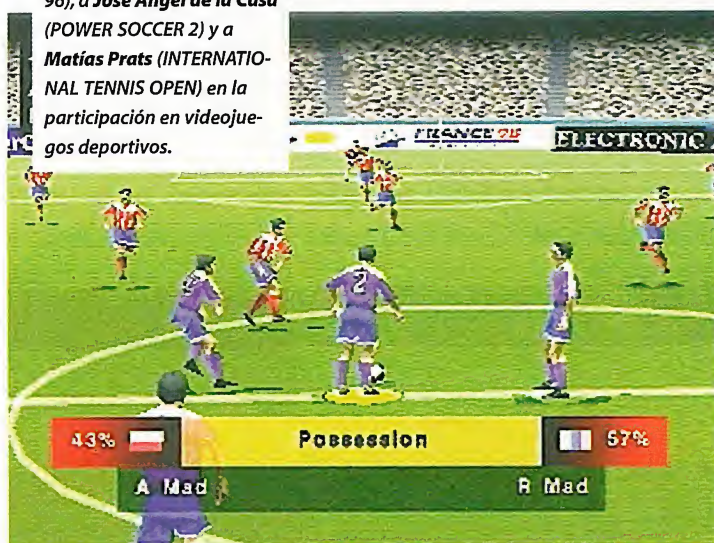 96), a José Ángel de la Casa
(POWER SOCCER 2) y a
Matías Prats (INTERNATIO-
NAL TENNIS OPEN) en la
participación en videojue-
gos deportivos.
FRANCE 98
ELECTRONIC
2
43% Possession 57%
A Mad R Mad